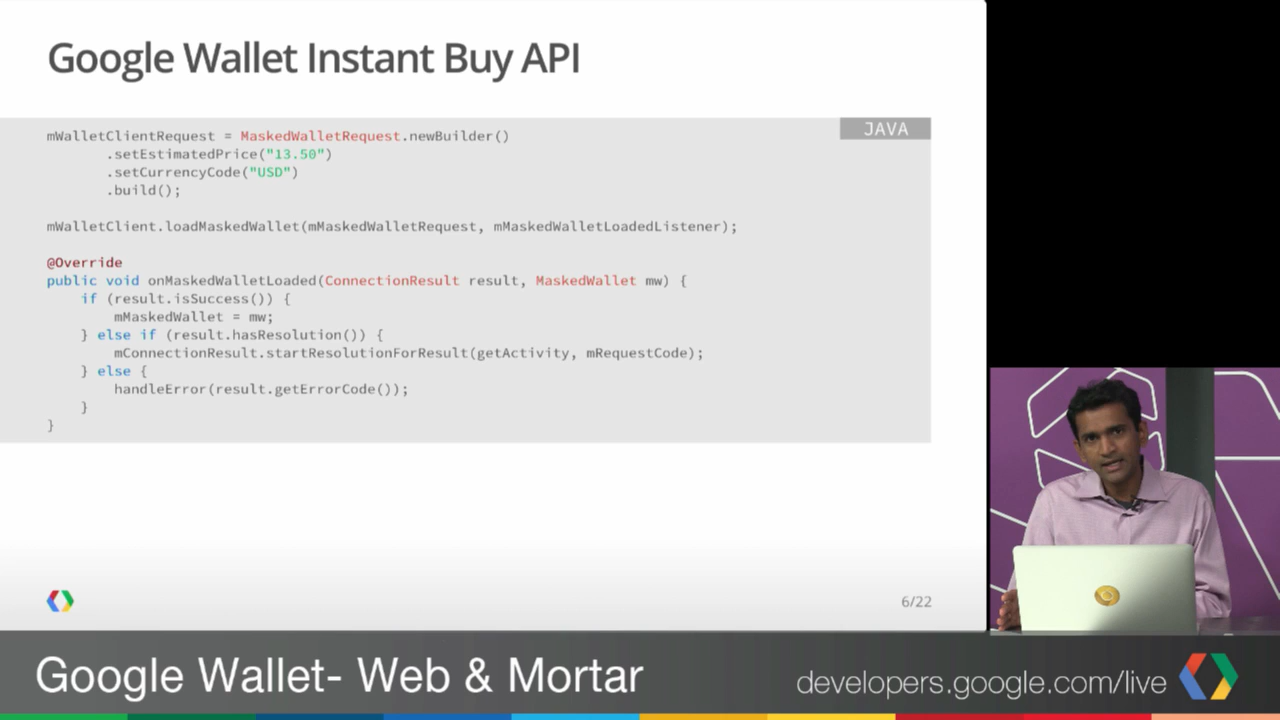 Google Wallet Instant Buy API
JAVA
mWalletClientRequest = MaskedWalletRequest.newBuilder()
.setEstimatedPrice("13.50")
.setCurrencyCode("USD")
.build();
mWalletClient.loadMaskedWallet(mMaskedWalletRequest, mMaskedWalletLoadedListener);
@Override
public void onMaskedWalletLoaded(ConnectionResult result, MaskedWallet mw) {
if (result.isSuccess()) {
mMaskedWallet = mw;
} else if (result.hasResolution()) {
mConnectionResult.startResolutionForResult(getActivity, mRequestCode);
} else {
handleError(result.getErrorCode());
}
}
6/22
Google Wallet- Web & Mortar
developers.google.com/live